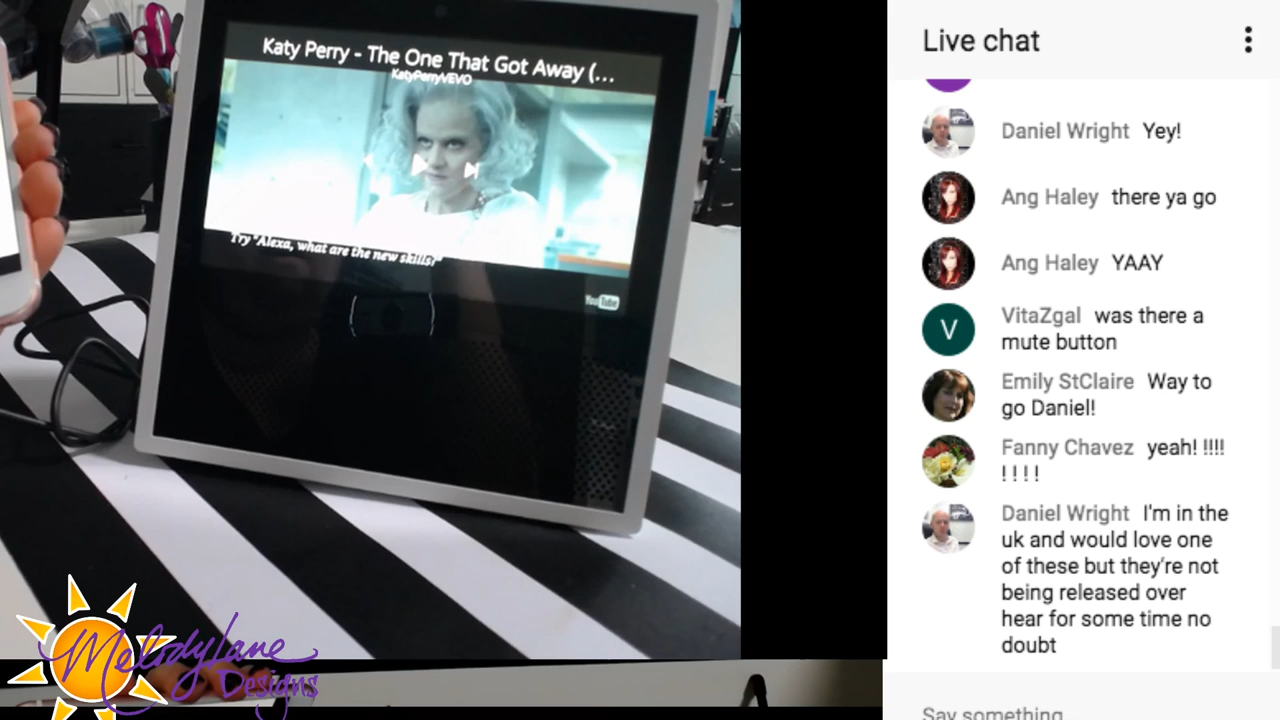 Katy Perry - The One That Got Away (...
KatyPerryVEVO
Try "Alexa, what are the new skills?"
YouTube
MelodyLane
Designs
Live chat
Daniel Wright Yey!
Ang Haley there ya go
Ang Haley YAAY
V
VitaZgal was there a
mute button
Emily StClaire Way to
go Daniel!
Fanny Chavez yeah! !!!!
! ! ! !
Daniel Wright I'm in the
uk and would love one
of these but they're not
being released over
hear for some time no
doubt
Say something